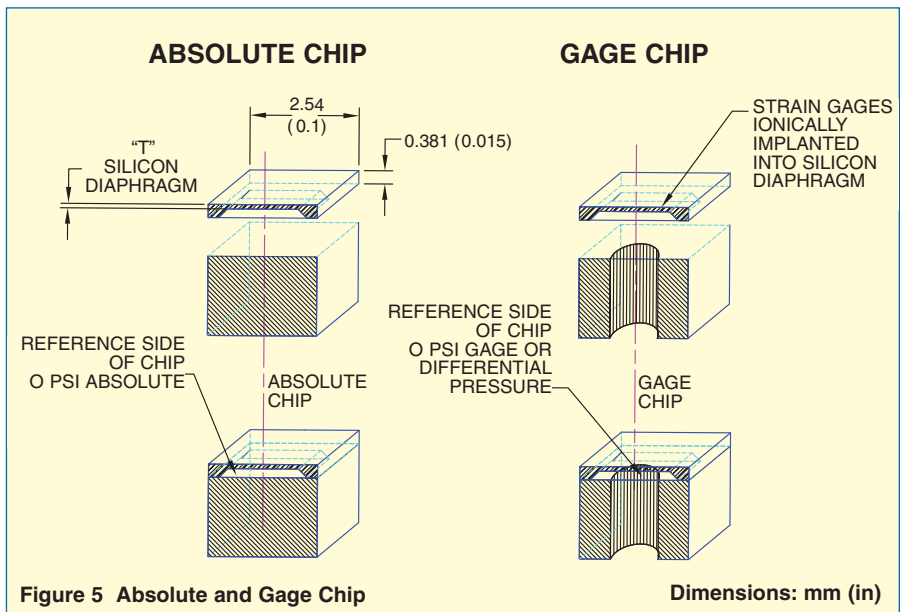 ABSOLUTE CHIP
GAGE CHIP
2.54
(0.1)
0.381 (0.015)
"T"
SILICON
DIAPHRAGM
STRAIN GAGES
IONICALLY
IMPLANTED
INTO SILICON
DIAPHRAGM
REFERENCE SIDE
OF CHIP
O PSI ABSOLUTE
ABSOLUTE
CHIP
REFERENCE SIDE
OF CHIP
O PSI GAGE OR
DIFFERENTIAL
PRESSURE
GAGE
CHIP
Figure 5 Absolute and Gage Chip
Dimensions: mm (in)